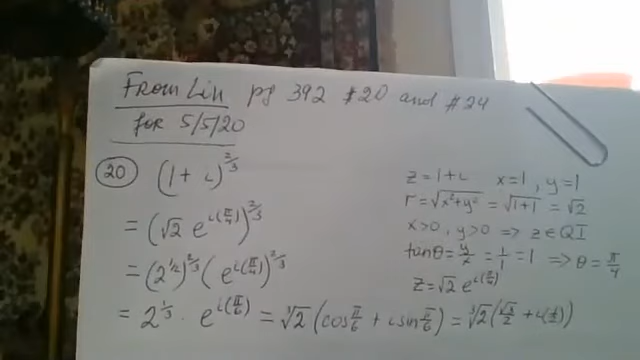 From Lin pg 392 #20 and #24
for 5/5/20
20 (1 + i)^{2/3}
= (√2 e^{i(π/4)})^{2/3}
= (2^{1/2})^{2/3} (e^{i(π/4)})^{2/3}
= 2^{1/3} · e^{i(π/6)} = ∛2 (cos π/6 + i sin π/6) = ∛2 (√3/2 + i(1/2))
z = 1 + i x = 1, y = 1
r = √(x² + y²) = √(1+1) = √2
x > 0, y > 0 => z ∈ QI
tan θ = y/x = 1/1 = 1 => θ = π/4
z = √2 e^{i(π/4)}